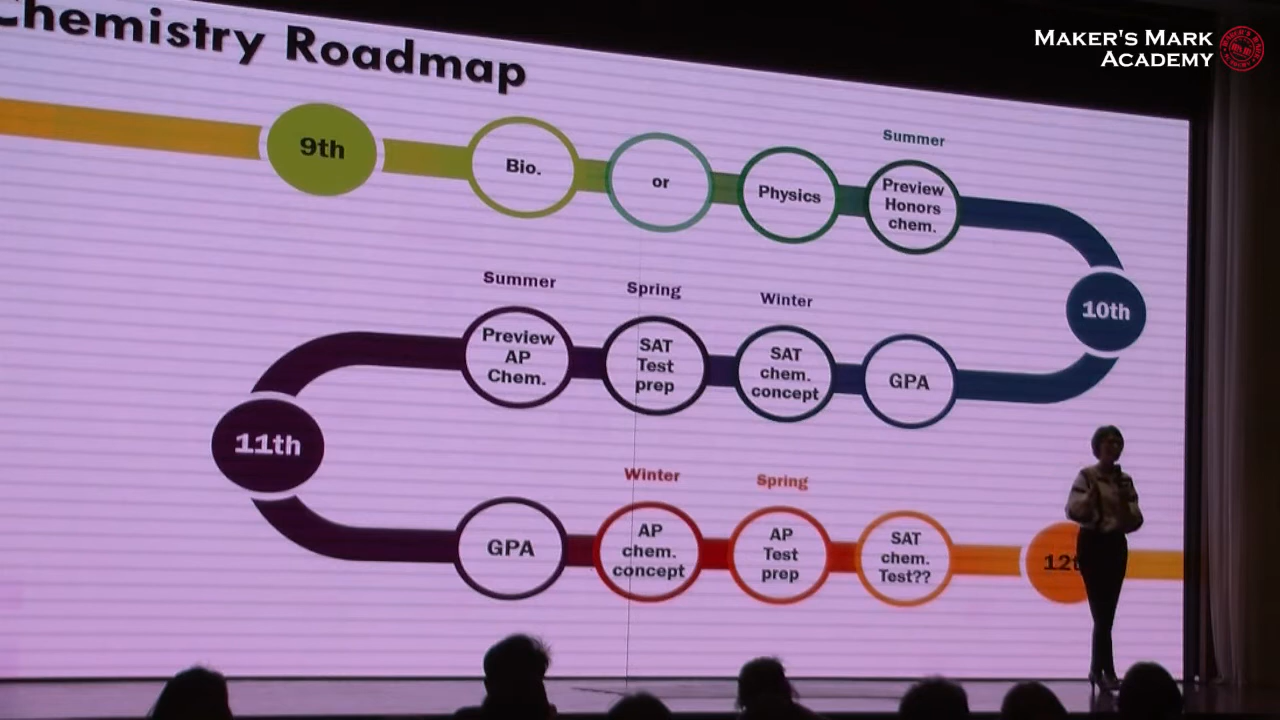 Chemistry Roadmap
MAKER'S MARK
ACADEMY
9th
Bio.
or
Physics
Summer
Preview
Honors
chem.
10th
GPA
Winter
SAT
chem.
concept
Spring
SAT
Test
prep
Summer
Preview
AP
Chem.
11th
GPA
Winter
AP
chem.
concept
Spring
AP
Test
prep
SAT
chem.
Test??
12t